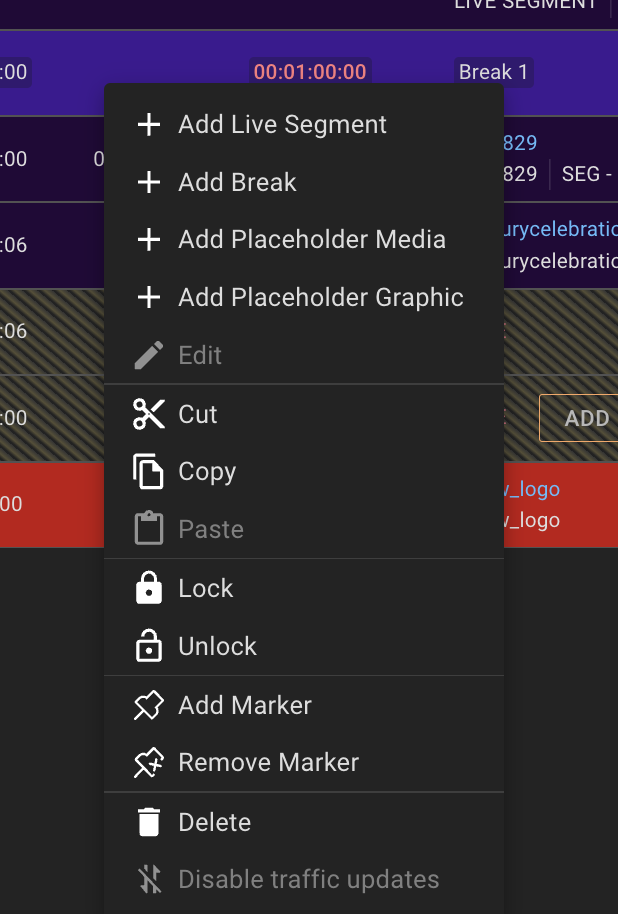 LIVE SEGMENT
:00 00:01:00:00 Break 1
Add Live Segment
829
:00 0
829 SEG -
Add Break
urycelebratio
Add Placeholder Media
:06
urycelebratio
Add Placeholder Graphic
:06
Edit
Cut
:00 ADD
Copy
w_logo
00
w_logo
Paste
Lock
Unlock
Add Marker
Remove Marker
Delete
Disable traffic updates